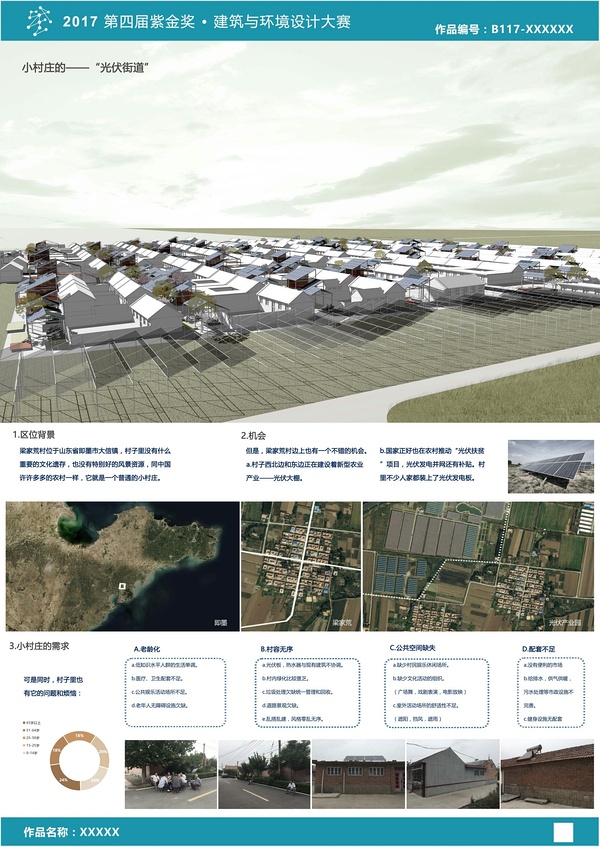 2017 第四届紫金奖·建筑与环境设计大赛
作品编号：B117-XXXXXX
小村庄的——“光伏街道”
1.区位背景
梁家荒村位于山东省即墨市大信镇，村子里没有什么
重要的文化遗存，也没有特别好的风景资源，同中国
许许多多的农村一样，它就是一个普通的小村庄。
2.机会
但是，梁家荒村边上也有一个不错的机会。
a.村子西北边和东边正在建设着新型农业
产业——光伏大棚。
b.国家正好也在农村推动“光伏扶贫
”项目，光伏发电并网还有补贴。村
里不少人家都装上了光伏发电板。
即墨
梁家荒
光伏产业园
3.小村庄的需求
可是同时，村子里也
有它的问题和烦恼：
A.老龄化
a.低知识水平人群的生活单调。
b.医疗、卫生配套不足。
c.公共娱乐活动场所不足。
d.老年人无障碍设施欠缺。
B.村容无序
a.光伏板，热水器与现有建筑不协调。
b.村内绿化比较匮乏。
c.垃圾处理欠缺统一管理和回收。
d.道路景观欠缺。
e.乱搭乱建，风格零乱无序。
C.公共空间缺失
a.缺少村民娱乐休闲场所。
b.缺少文化活动的组织。
（广场舞，戏剧表演，电影放映）
c.室外活动场所的舒适性不足。
（遮阳，挡风，遮雨）
D.配套不足
a.没有便利的市场
b.给排水，供气供暖，
污水处理等市政设施不
完善。
c.健身设施无配套
18%
24%
18%
作品名称：XXXXX